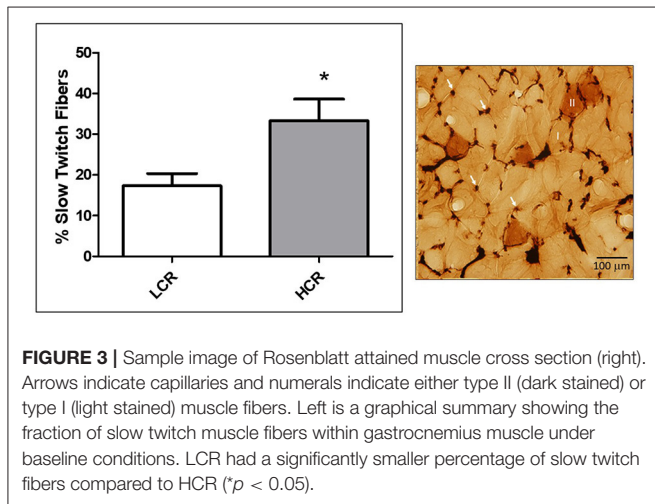 50
40
30
20
10
0
% Slow Twitch Fibers
*
LCR
HCR
II
I
I
100 µm
FIGURE 3 | Sample image of Rosenblatt attained muscle cross section (right).
Arrows indicate capillaries and numerals indicate either type II (dark stained) or
type I (light stained) muscle fibers. Left is a graphical summary showing the
fraction of slow twitch muscle fibers within gastrocnemius muscle under
baseline conditions. LCR had a significantly smaller percentage of slow twitch
fibers compared to HCR (*p < 0.05).